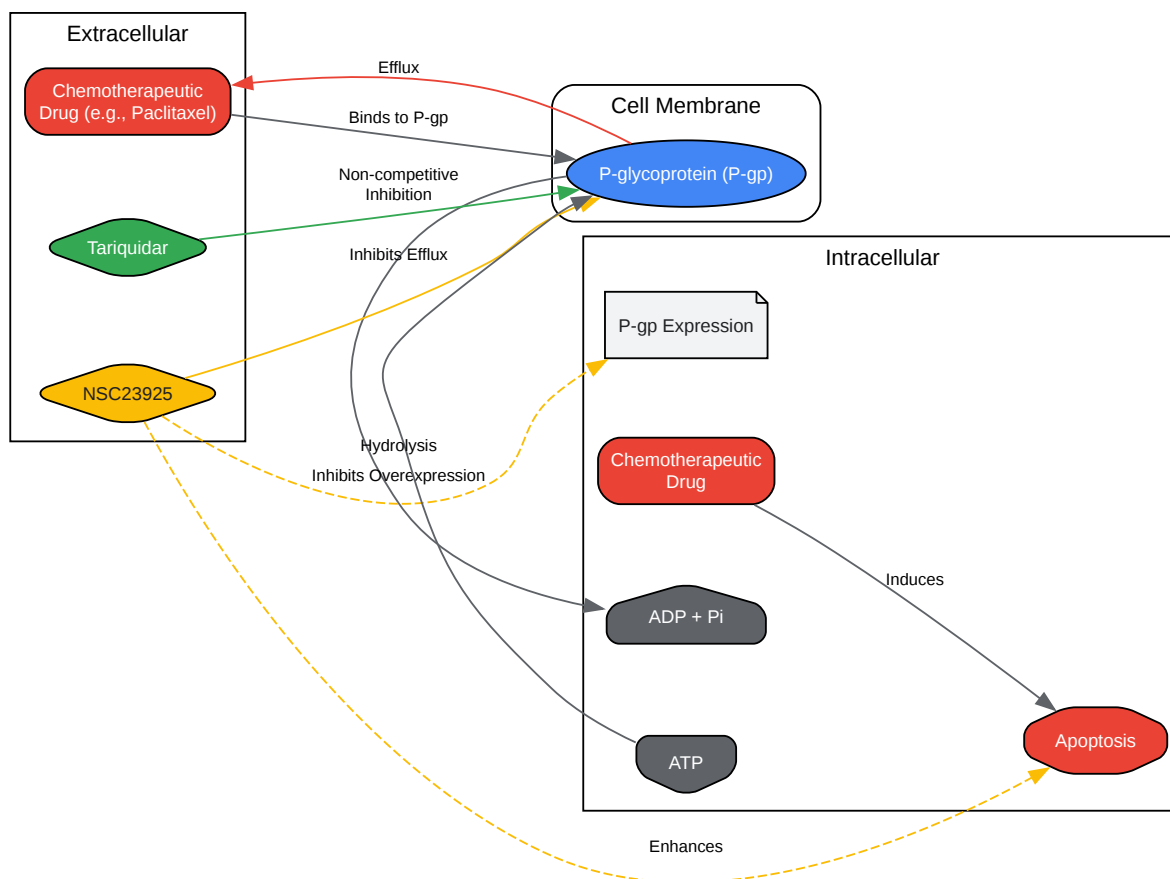 Extracellular
Chemotherapeutic
Drug (e.g., Paclitaxel)
Tariquidar
NSC23925
Efflux
Binds to P-gp
Non-competitive
Inhibition
Inhibits Efflux
Hydrolysis
Inhibits Overexpression
Cell Membrane
P-glycoprotein (P-gp)
Intracellular
P-gp Expression
Chemotherapeutic
Drug
Induces
ADP + Pi
ATP
Apoptosis
Enhances